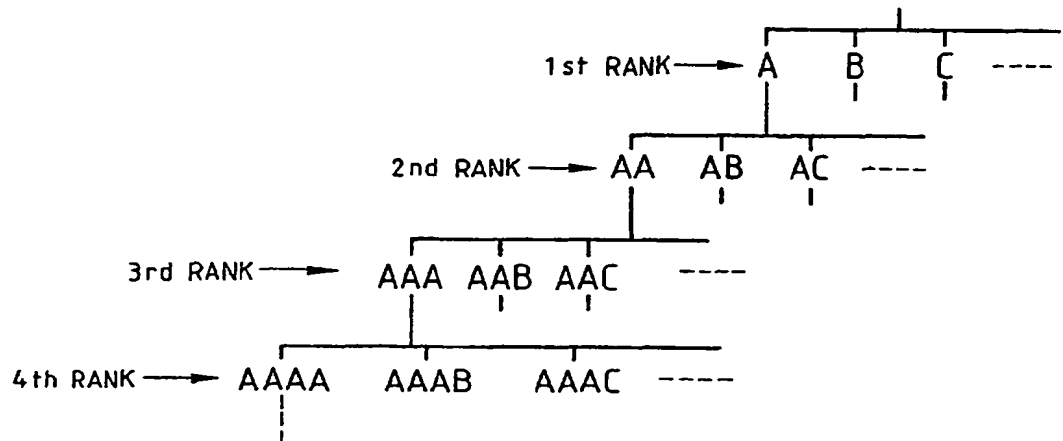 1st RANK A B C
2nd RANK AA AB AC
3rd RANK AAA AAB AAC
4th RANK AAAA AAAB AAAC